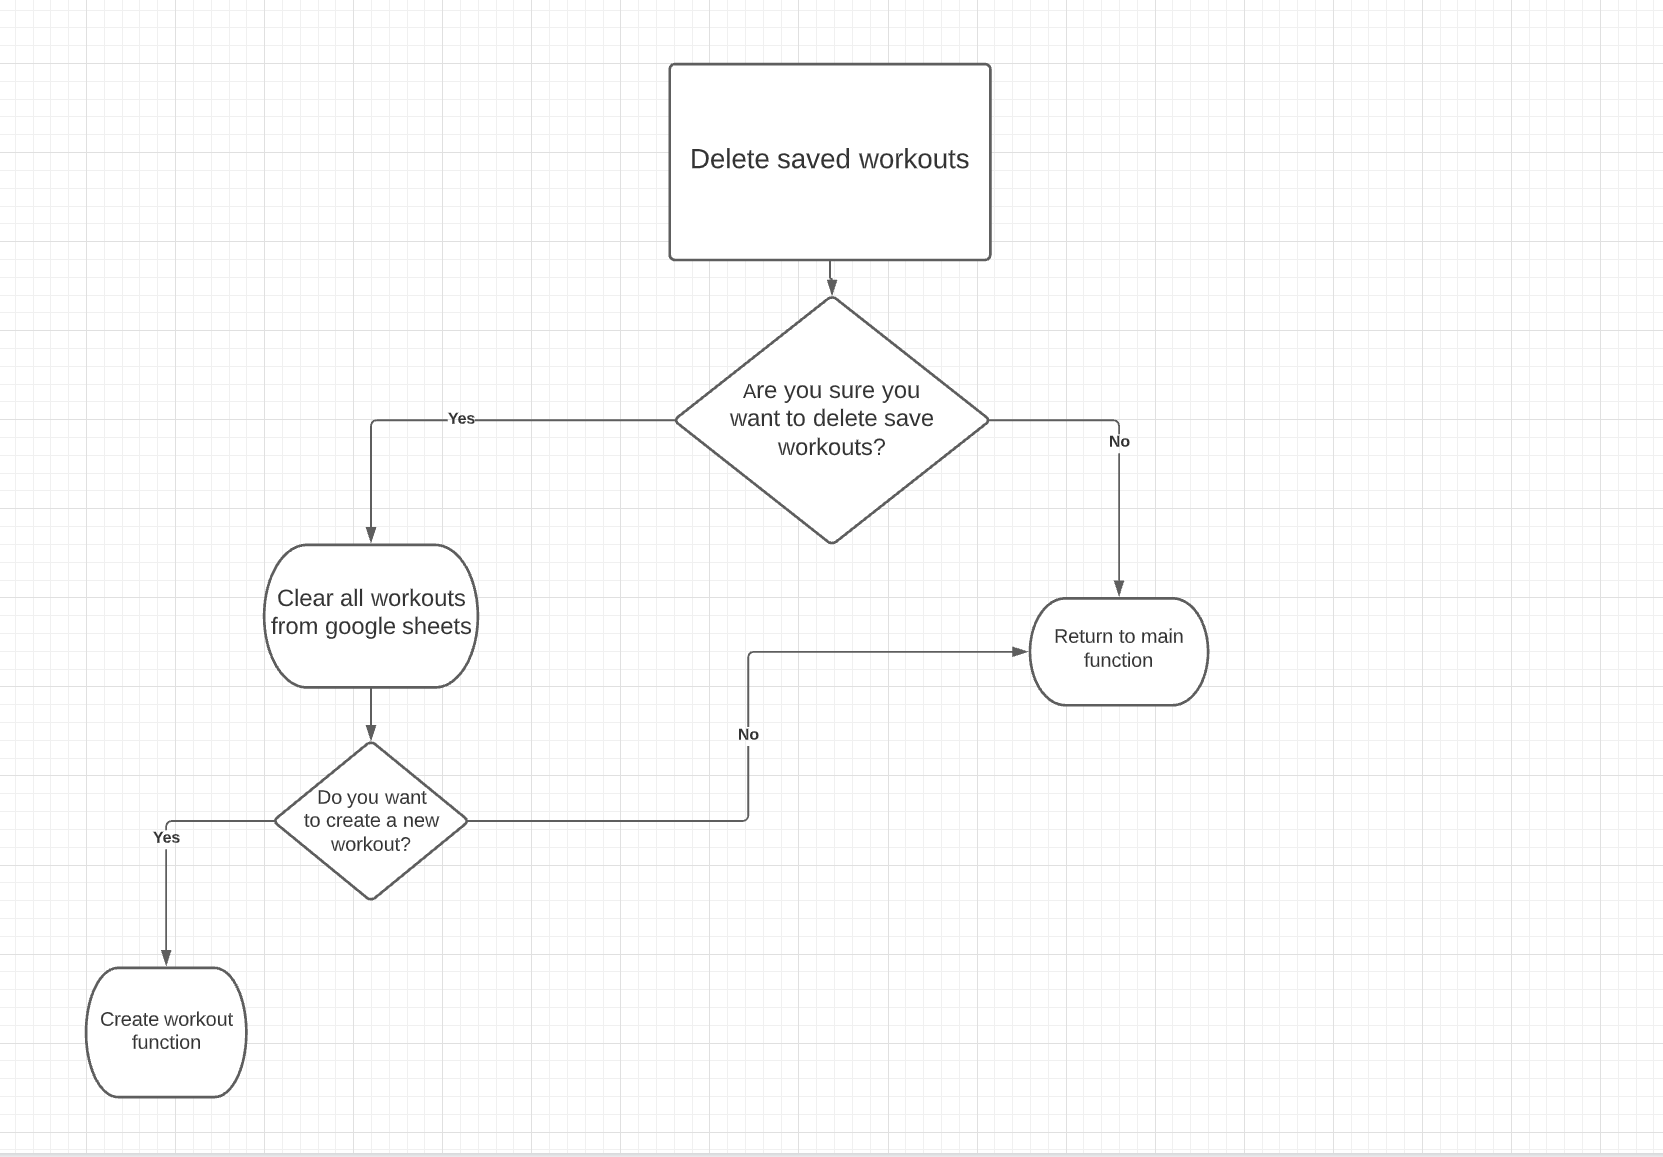 Delete saved workouts
Are you sure you
want to delete save
workouts?
Yes
No
Clear all workouts
from google sheets
Return to main
function
No
Do you want
to create a new
workout?
Yes
Create workout
function